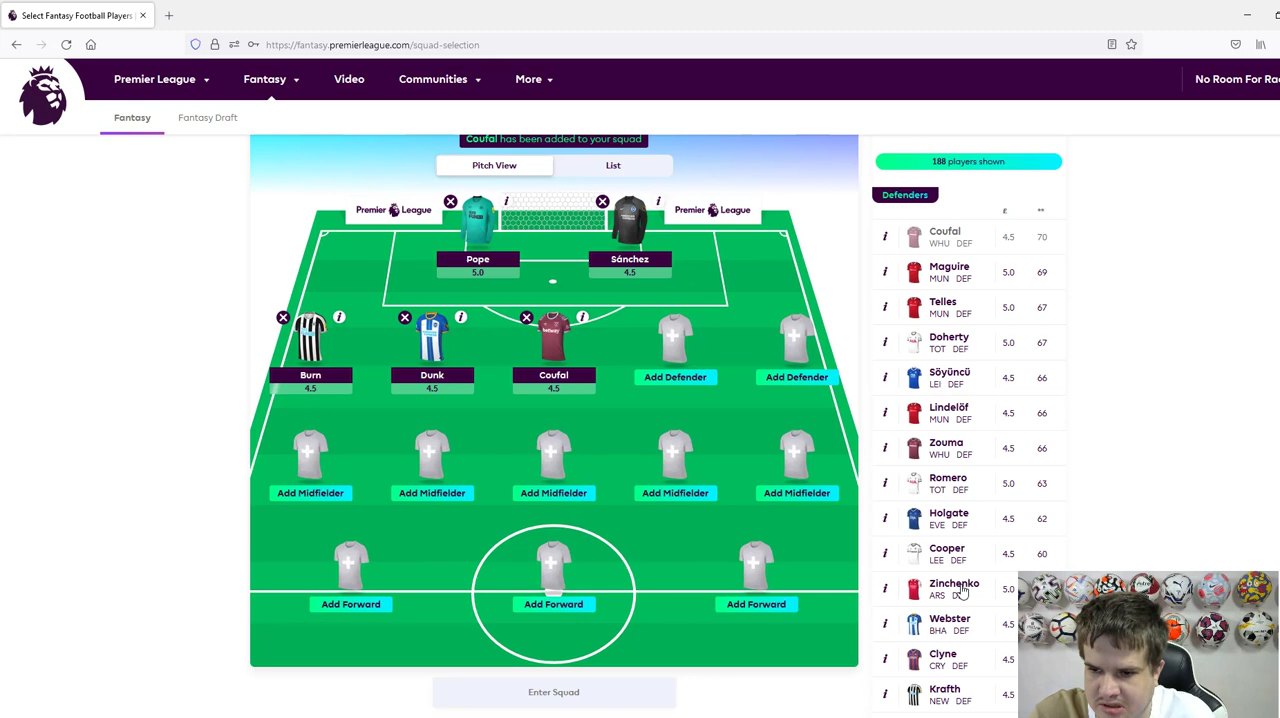 Select Fantasy Football Players |
https://fantasy.premierleague.com/squad-selection
Premier League Fantasy Video Communities More No Room For Ra
Fantasy Fantasy Draft
Coufal has been added to your squad
Pitch View List
Premier League Premier League
Pope Sánchez
5.0 4.5
Burn Dunk Coufal Add Defender Add Defender
4.5 4.5 4.5
Add Midfielder Add Midfielder Add Midfielder Add Midfielder Add Midfielder
Add Forward Add Forward Add Forward
Enter Squad
188 players shown
Defenders
£ **
Coufal 4.5 70
WHU DEF
Maguire 5.0 69
MUN DEF
Telles 5.0 67
MUN DEF
Doherty 5.0 67
TOT DEF
Söyüncü 4.5 66
LEI DEF
Lindelöf 4.5 66
MUN DEF
Zouma 4.5 66
WHU DEF
Romero 5.0 63
TOT DEF
Holgate 4.5 62
EVE DEF
Cooper 4.5 60
LEE DEF
Zinchenko 5.0
ARS
Webster 4.5
BHA DEF
Clyne 4.5
CRY DEF
Krafth 4.5
NEW DEF